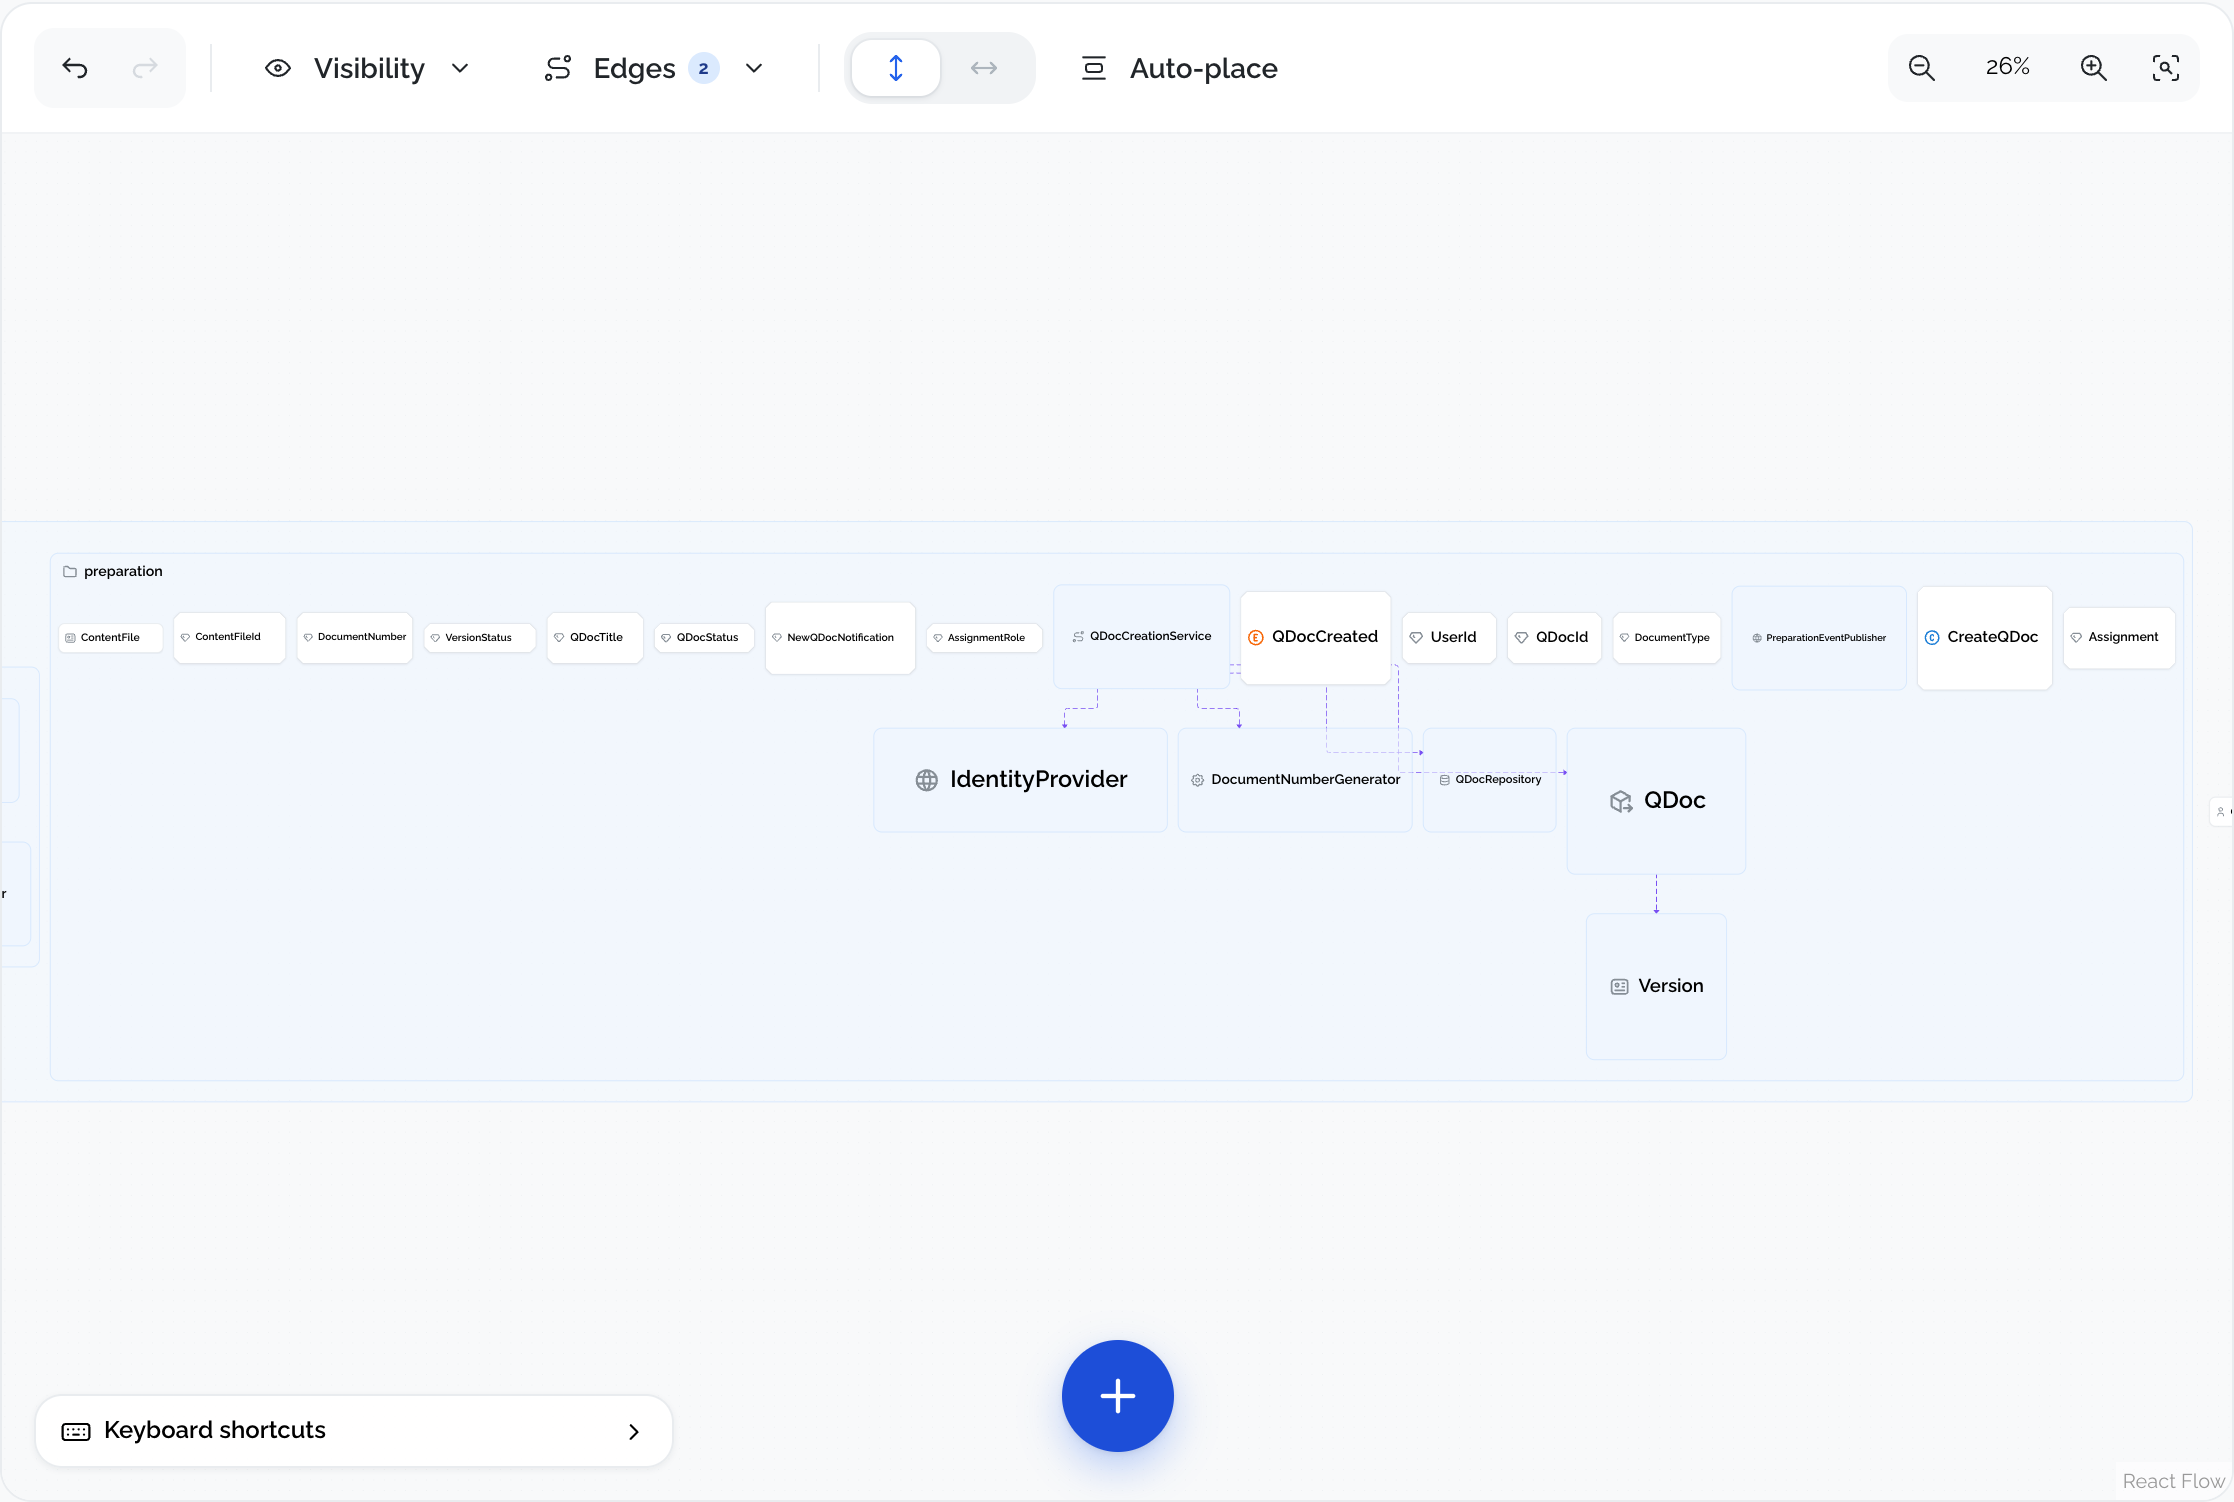 Visibility
Edges 2
Auto-place
26%
preparation
ContentFile
ContentFileId
DocumentNumber
VersionStatus
QDocTitle
QDocStatus
NewQDocNotification
AssignmentRole
QDocCreationService
E QDocCreated
UserId
QDocId
DocumentType
PreparationEventPublisher
C CreateQDoc
Assignment
IdentityProvider
DocumentNumberGenerator
QDocRepository
QDoc
r
Version
Keyboard shortcuts
React Flow